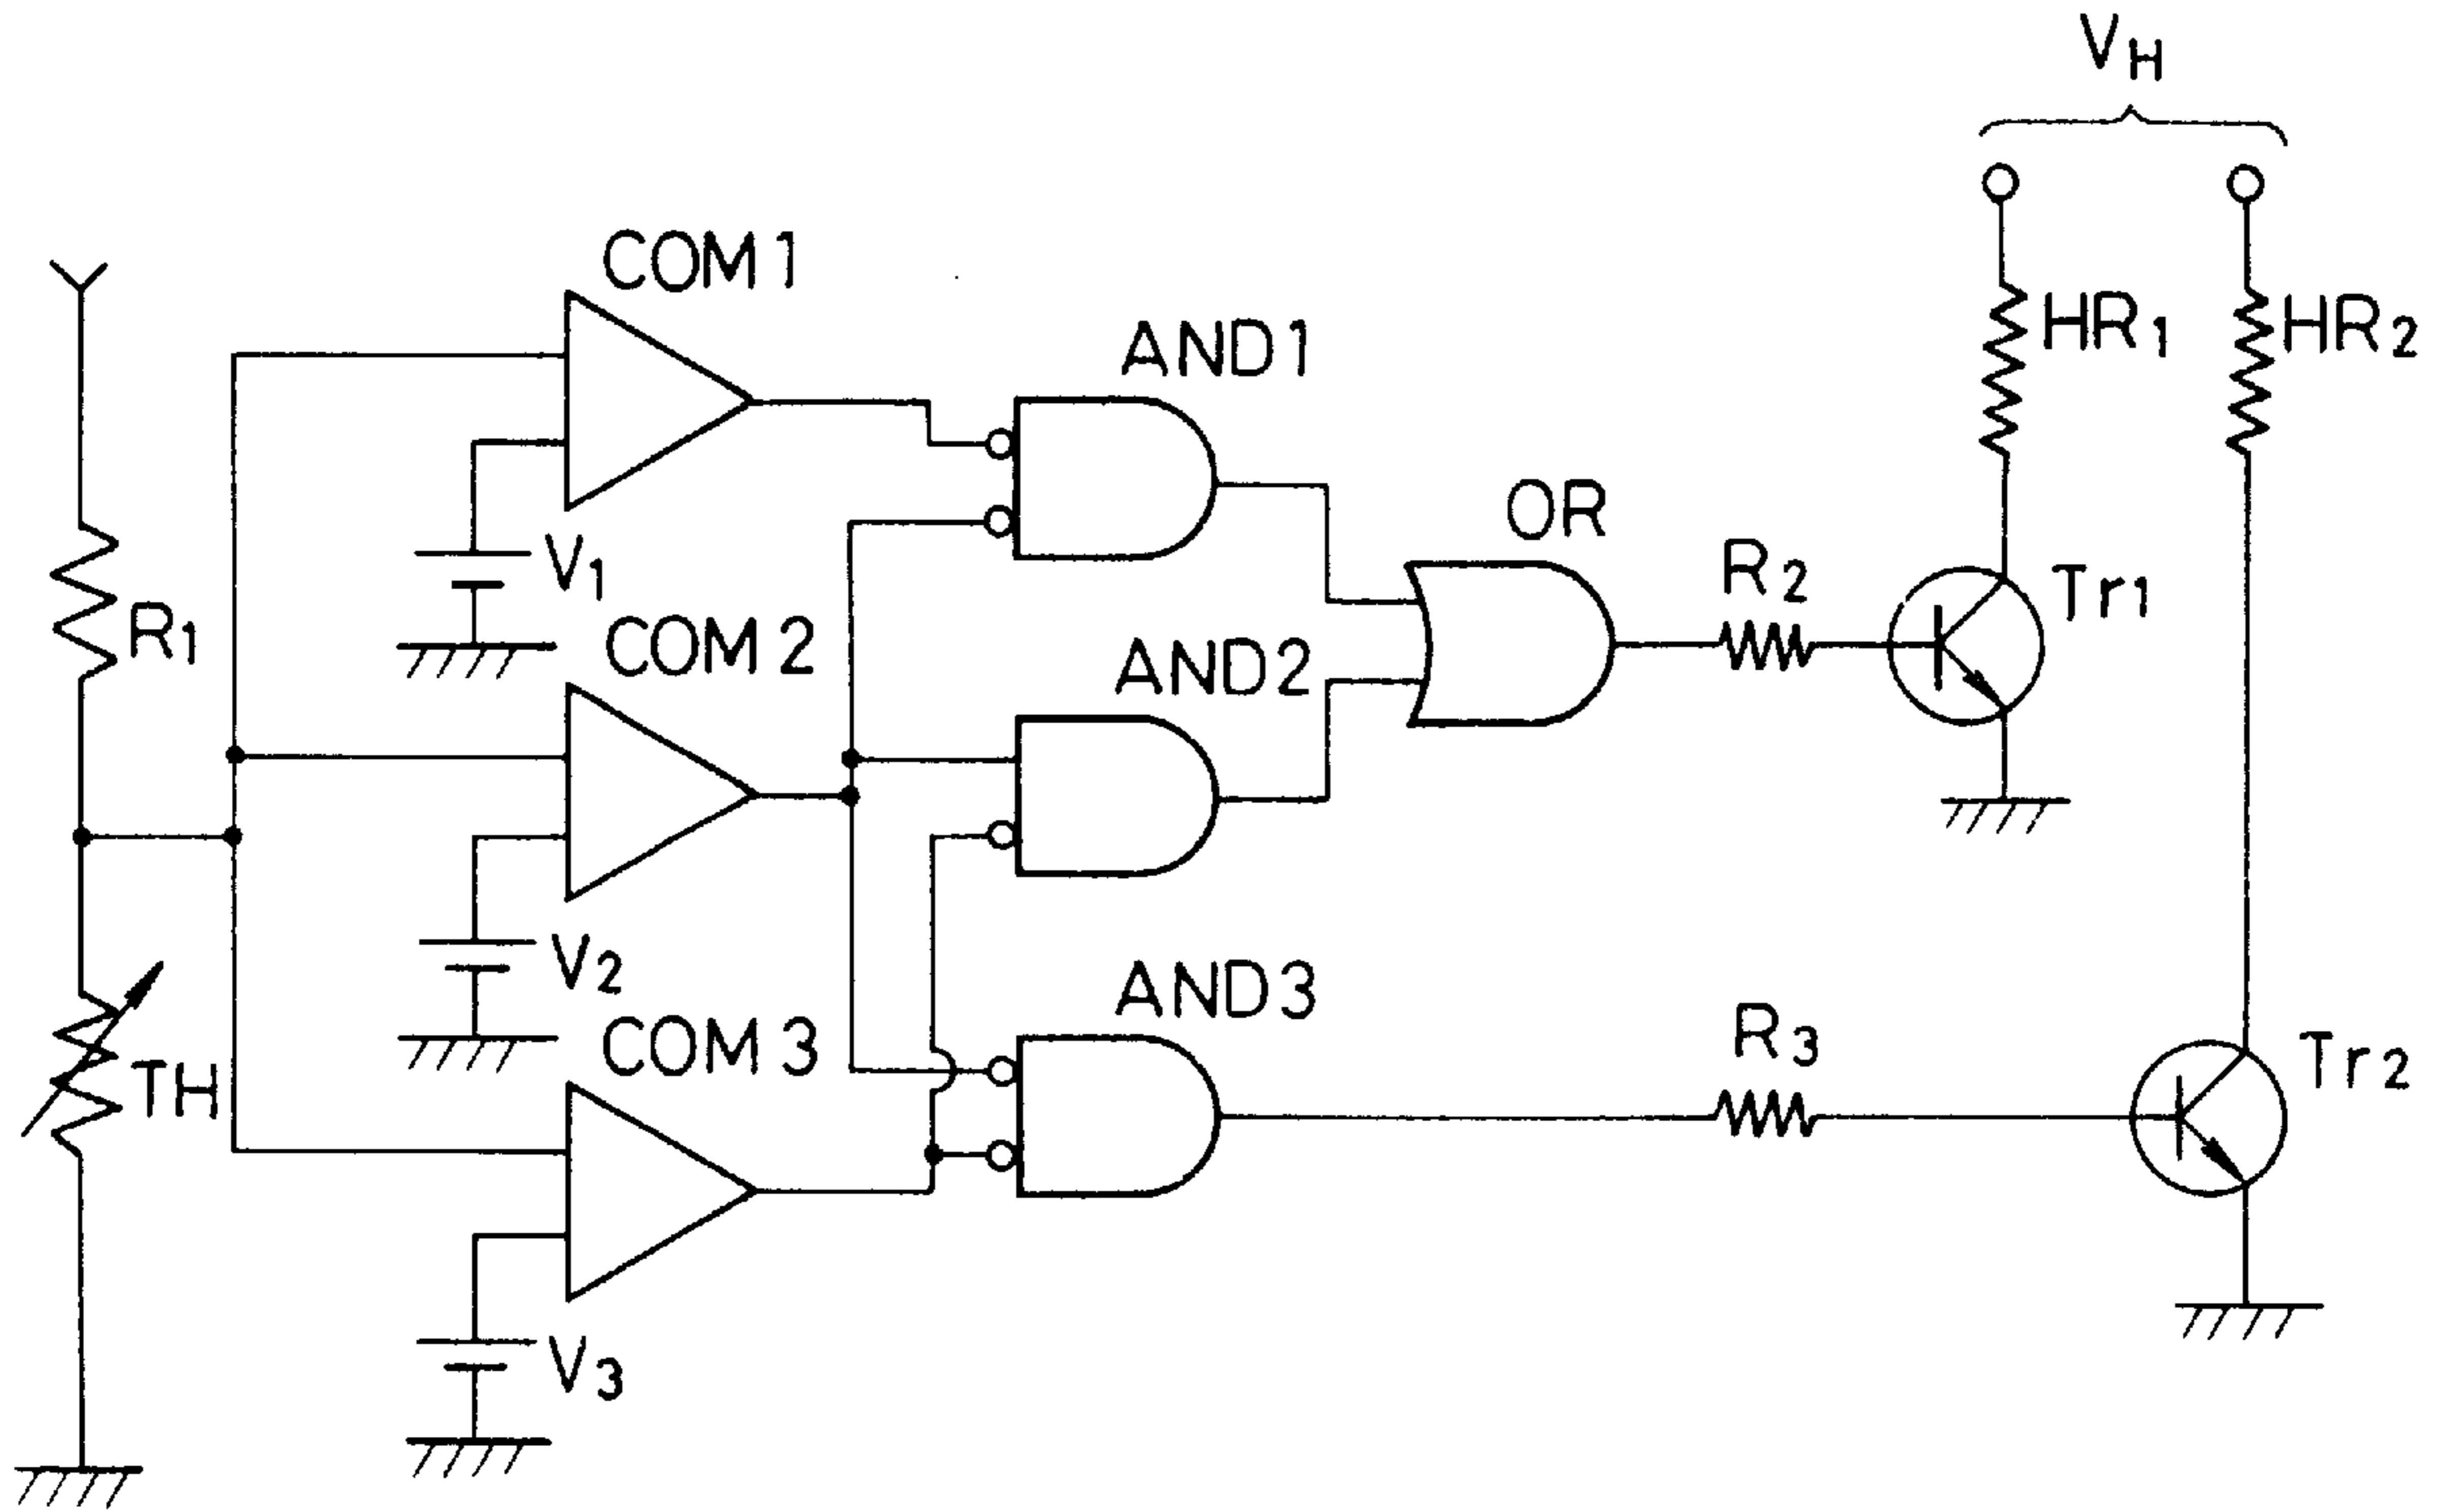 VH
COM 1
AND1
HR1
HR2
OR
V1
R2
Tr1
R1
COM 2
AND2
V2
AND3
COM 3
R3
Tr2
TH
V3